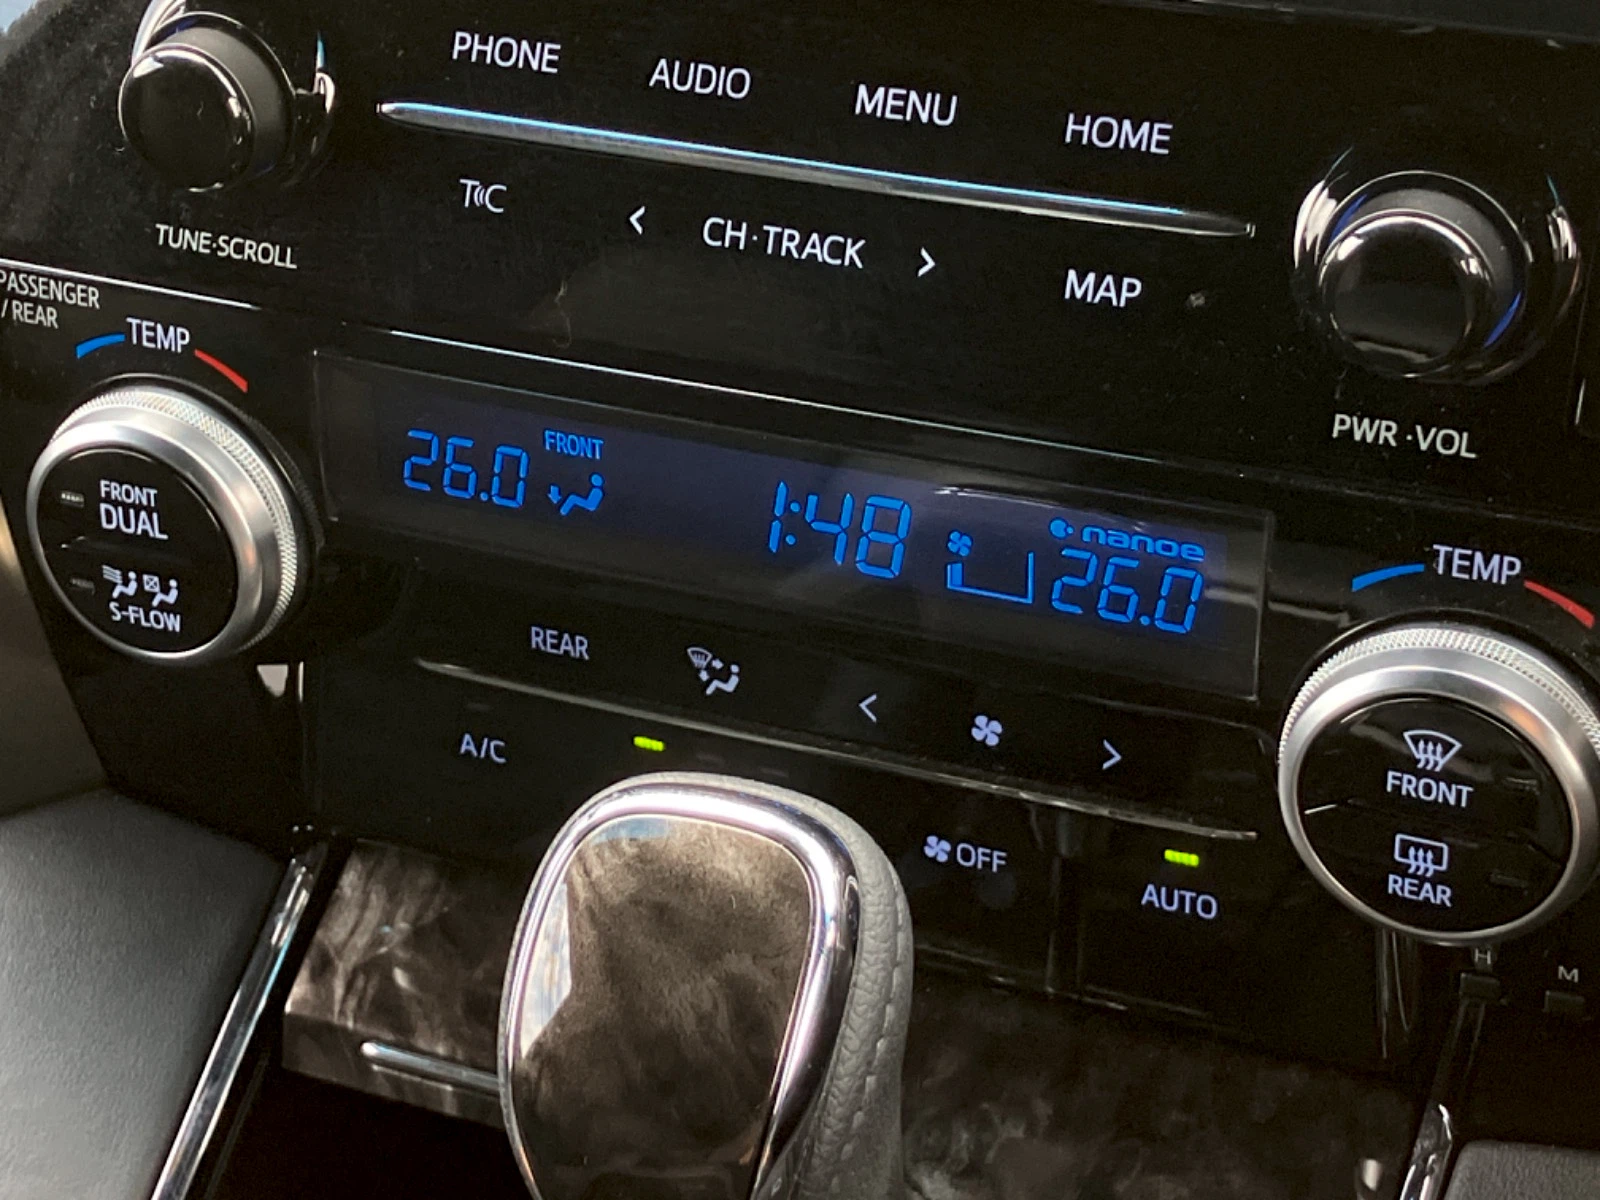 PHONE
AUDIO
MENU
HOME
TC
<
CH·TRACK
>
MAP
TUNE·SCROLL
PWR·VOL
PASSENGER
/ REAR
TEMP
FRONT
DUAL
S-FLOW
26.0
FRONT
1:48
nanoe
26.0
TEMP
REAR
<
>
A/C
OFF
AUTO
FRONT
REAR
H
M